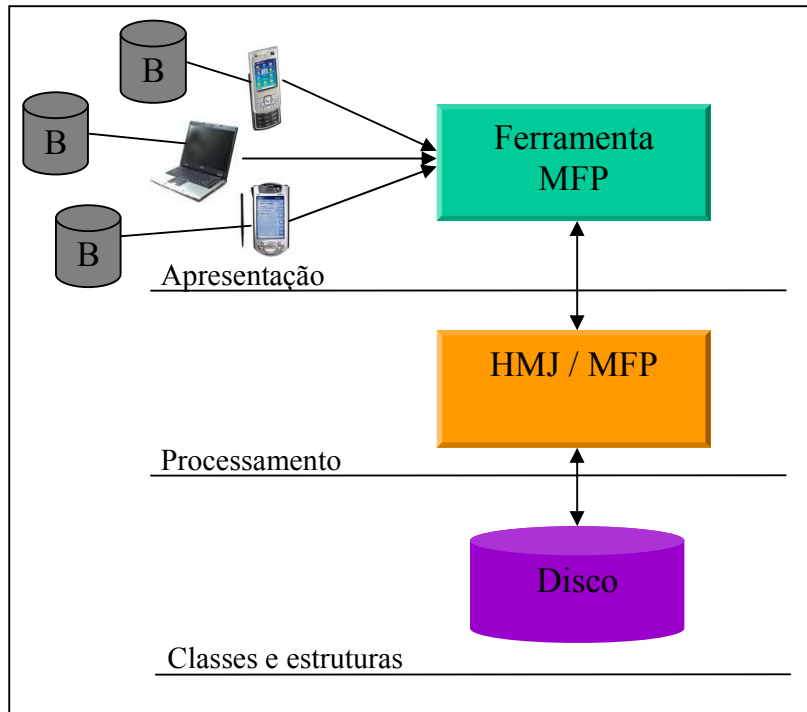 B
B
B
Ferramenta
MFP
Apresentação
HMJ / MFP
Processamento
Disco
Classes e estruturas